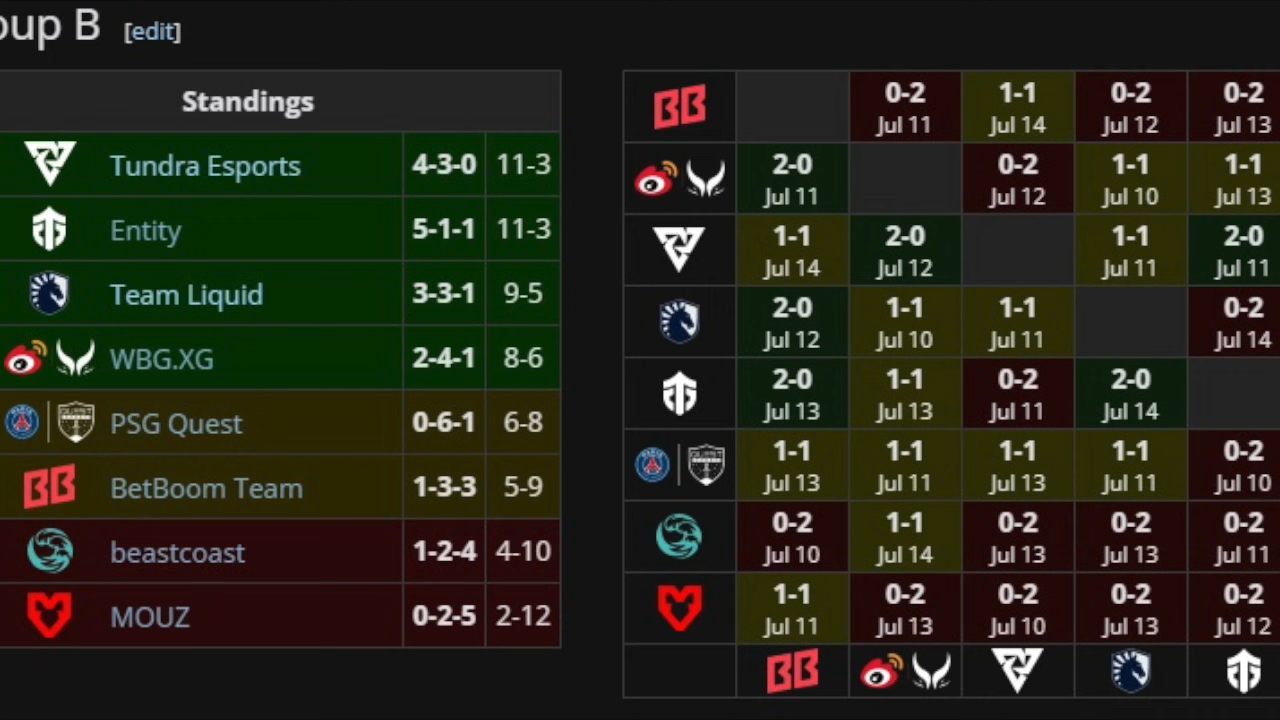 oup B [edit]
Standings
Tundra Esports 4-3-0 11-3
Entity 5-1-1 11-3
Team Liquid 3-3-1 9-5
WBG.XG 2-4-1 8-6
PSG Quest 0-6-1 6-8
BetBoom Team 1-3-3 5-9
beastcoast 1-2-4 4-10
MOUZ 0-2-5 2-12
BB 0-2 1-1 0-2 0-2
Jul 11 Jul 14 Jul 12 Jul 13
2-0 0-2 1-1 1-1
Jul 11 Jul 12 Jul 10 Jul 13
1-1 2-0 1-1 2-0
Jul 14 Jul 12 Jul 11 Jul 11
2-0 1-1 1-1 0-2
Jul 12 Jul 10 Jul 11 Jul 14
2-0 1-1 0-2 2-0
Jul 13 Jul 13 Jul 11 Jul 14
1-1 1-1 1-1 1-1 0-2
Jul 13 Jul 11 Jul 13 Jul 11 Jul 10
0-2 1-1 0-2 0-2 0-2
Jul 10 Jul 14 Jul 13 Jul 13 Jul 11
1-1 0-2 0-2 0-2 0-2
Jul 11 Jul 13 Jul 10 Jul 13 Jul 12
BB